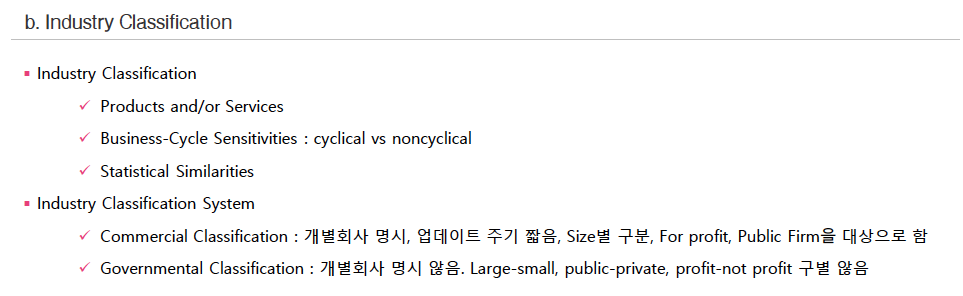 b. Industry Classification
Industry Classification
Products and/or Services
Business-Cycle Sensitivities : cyclical vs noncyclical
Statistical Similarities
Industry Classification System
Commercial Classification : 개별회사 명시, 업데이트 주기 짧음, Size별 구분, For profit, Public Firm을 대상으로 함
Governmental Classification : 개별회사 명시 않음. Large-small, public-private, profit-not profit 구별 않음